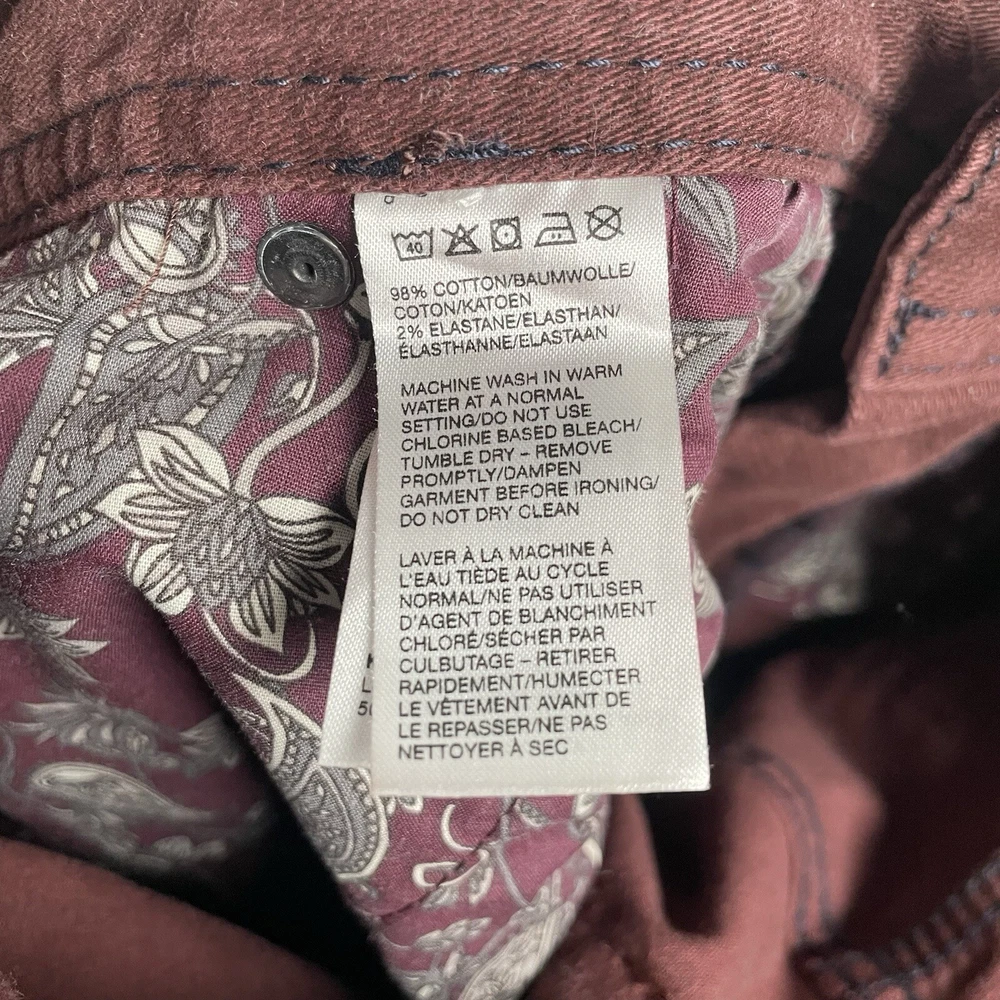 40
98% COTTON/BAUMWOLLE/
COTON/KATOEN
2% ELASTANE/ELASTHAN/
ÉLASTHANNE/ELASTAAN
MACHINE WASH IN WARM
WATER AT A NORMAL
SETTING/DO NOT USE
CHLORINE BASED BLEACH/
TUMBLE DRY – REMOVE
PROMPTLY/DAMPEN
GARMENT BEFORE IRONING/
DO NOT DRY CLEAN
LAVER À LA MACHINE À
L'EAU TIÈDE AU CYCLE
NORMAL/NE PAS UTILISER
D'AGENT DE BLANCHIMENT
CHLORÉ/SÉCHER PAR
CULBUTAGE – RETIRER
RAPIDEMENT/HUMECTER
LE VÊTEMENT AVANT DE
LE REPASSER/NE PAS
NETTOYER À SEC